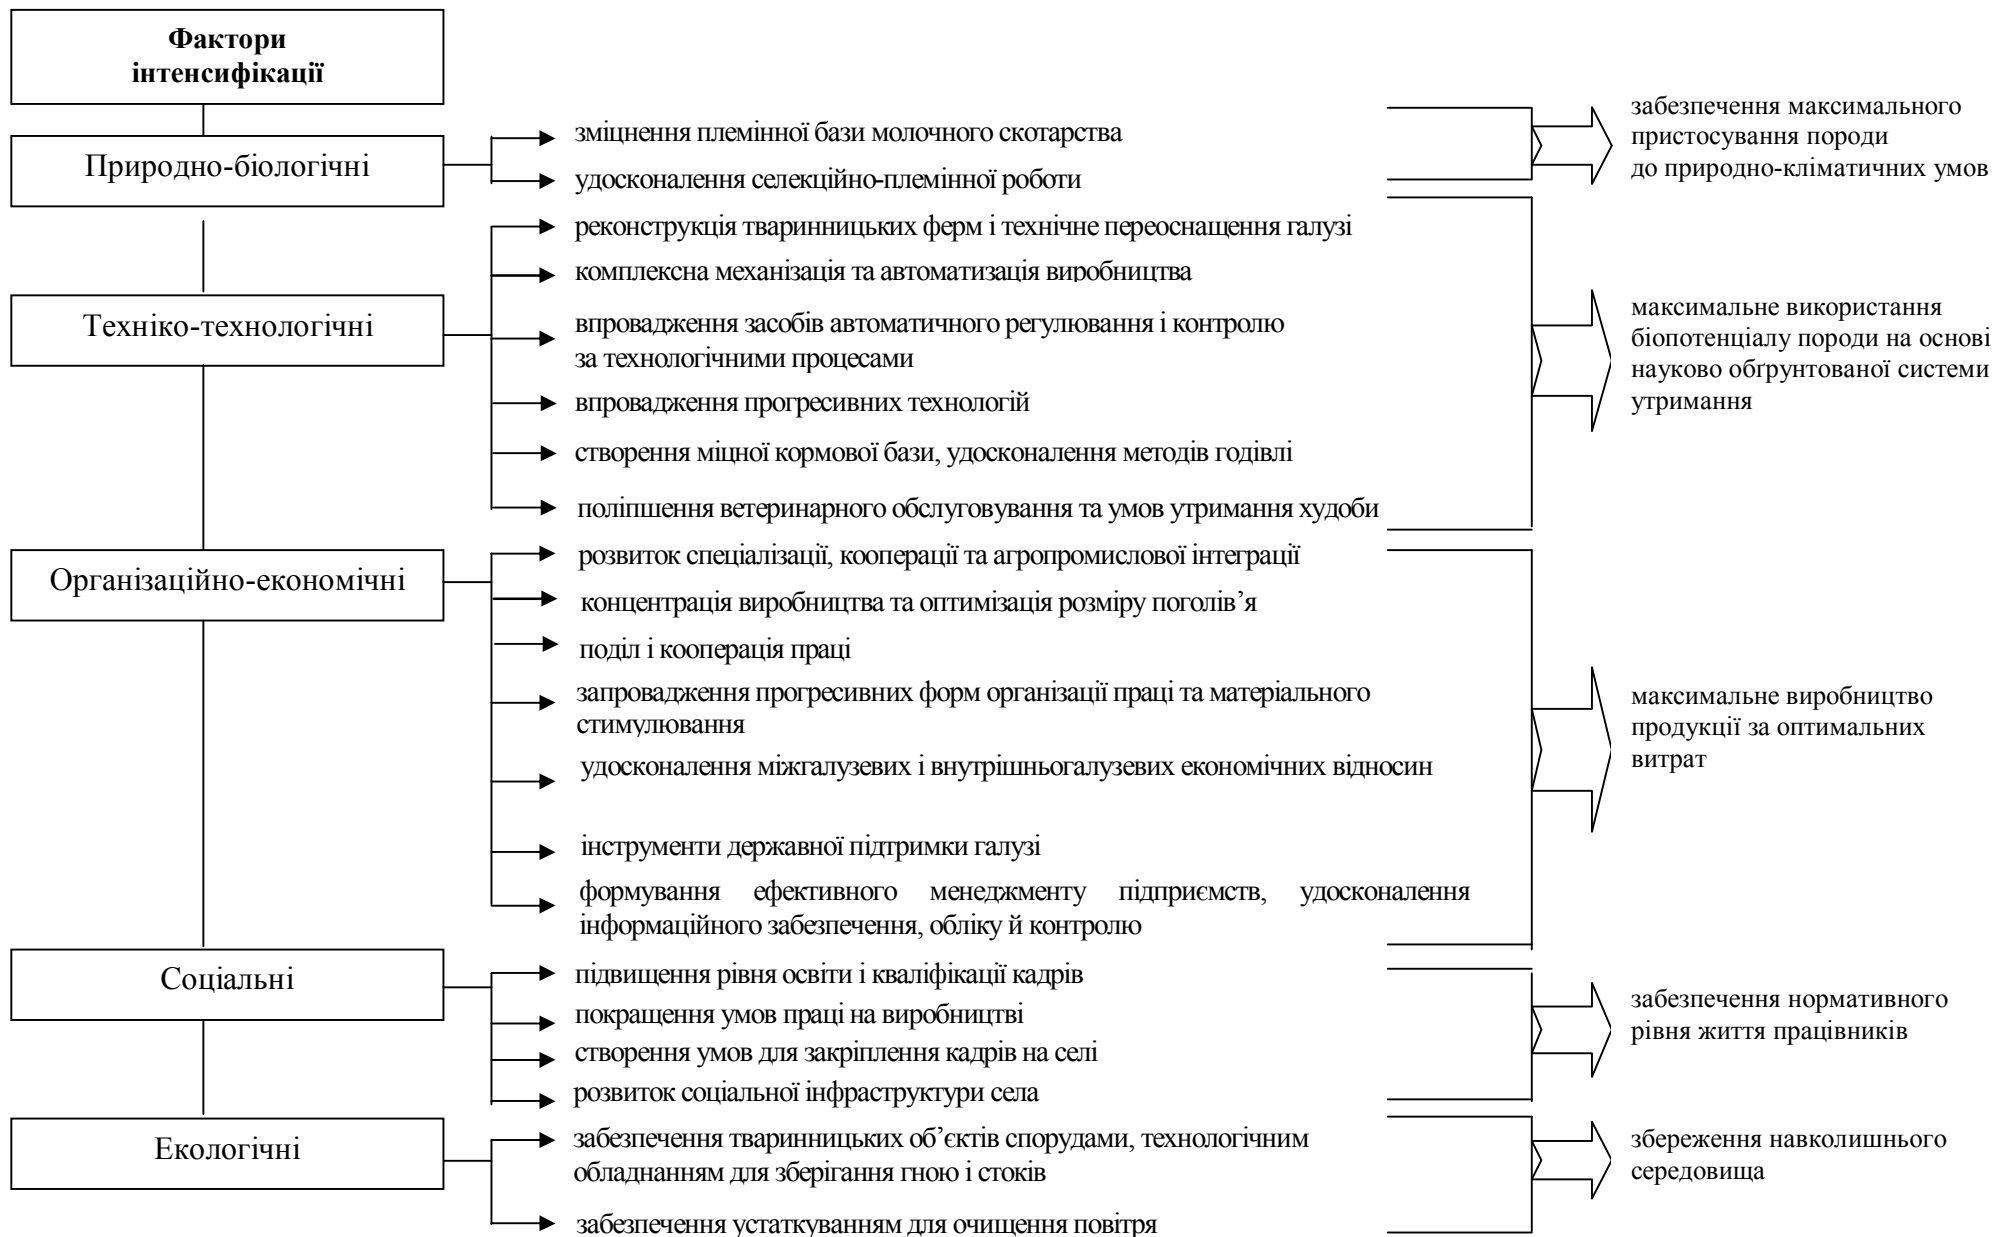 Фактори
інтенсифікації
Природно-біологічні
зміцнення племінної бази молочного скотарства
удосконалення селекційно-племінної роботи
забезпечення максимального
пристосування породи
до природно-кліматичних умов
Техніко-технологічні
реконструкція тваринницьких ферм і технічне переоснащення галузі
комплексна механізація та автоматизація виробництва
впровадження засобів автоматичного регулювання і контролю
за технологічними процесами
впровадження прогресивних технологій
створення міцної кормової бази, удосконалення методів годівлі
поліпшення ветеринарного обслуговування та умов утримання худоби
максимальне використання
біопотенціалу породи на основі
науково обґрунтованої системи
утримання
Організаційно-економічні
розвиток спеціалізації, кооперації та агропромислової інтеграції
концентрація виробництва та оптимізація розміру поголів’я
поділ і кооперація праці
запровадження прогресивних форм організації праці та матеріального
стимулювання
удосконалення міжгалузевих і внутрішньогалузевих економічних відносин
інструменти державної підтримки галузі
формування ефективного менеджменту підприємств, удосконалення
інформаційного забезпечення, обліку й контролю
максимальне виробництво
продукції за оптимальних
витрат
Соціальні
підвищення рівня освіти і кваліфікації кадрів
покращення умов праці на виробництві
створення умов для закріплення кадрів на селі
розвиток соціальної інфраструктури села
забезпечення нормативного
рівня життя працівників
Екологічні
забезпечення тваринницьких об’єктів спорудами, технологічним
обладнанням для зберігання гною і стоків
забезпечення устаткуванням для очищення повітря
збереження навколишнього
середовища